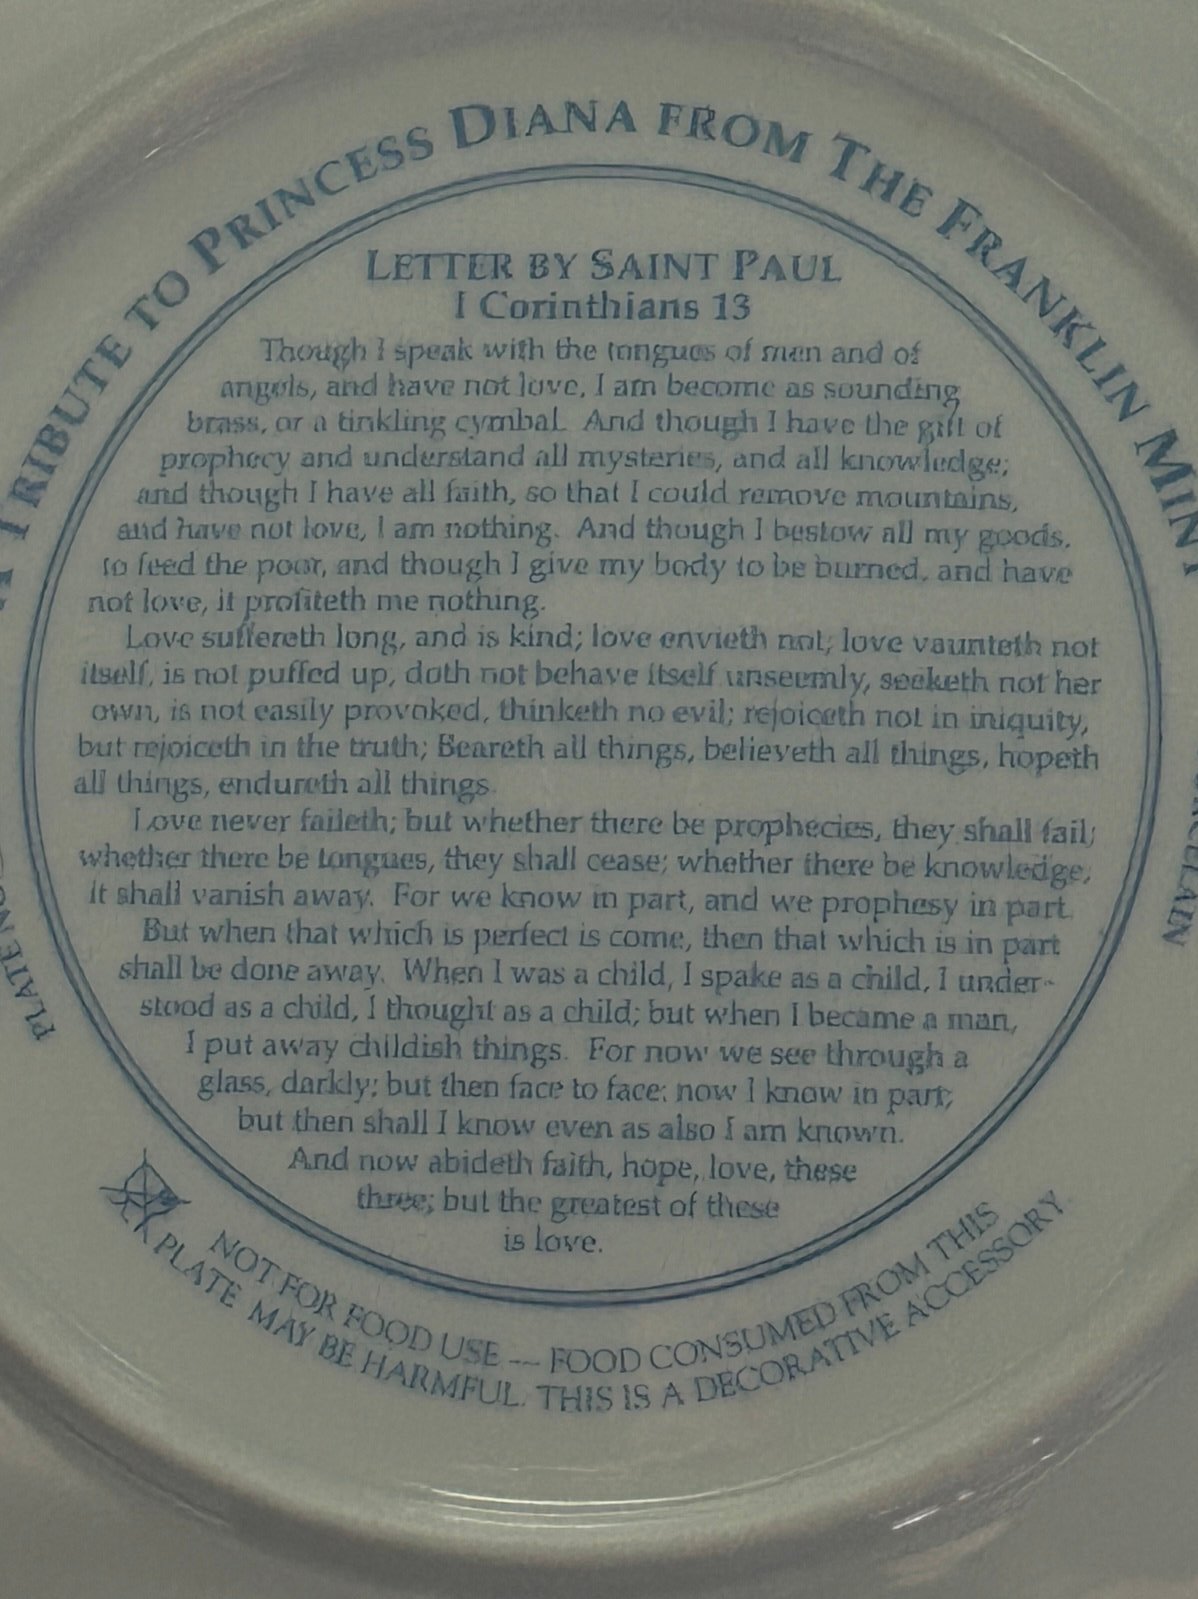 TRIBUTE TO PRINCESS DIANA FROM THE FRANKLIN MINT
LETTER BY SAINT PAUL
I Corinthians 13
Though I speak with the tongues of men and of
angels, and have not love, I am become as sounding
brass, or a tinkling cymbal. And though I have the gift of
prophecy and understand all mysteries, and all knowledge;
and though I have all faith, so that I could remove mountains,
and have not love, I am nothing. And though I bestow all my goods,
to feed the poor, and though I give my body to be burned, and have
not love, it profiteth me nothing.
Love suffereth long, and is kind; love envieth not; love vaunteth not
itself, is not puffed up, doth not behave itself unseemly, seeketh not her
own, is not easily provoked, thinketh no evil; rejoiceth not in iniquity,
but rejoiceth in the truth; Beareth all things, believeth all things, hopeth
all things, endureth all things.
Love never faileth; but whether there be prophecies, they shall fail;
whether there be tongues, they shall cease; whether there be knowledge,
it shall vanish away. For we know in part, and we prophesy in part.
But when that which is perfect is come, then that which is in part
shall be done away. When I was a child, I spake as a child, I under-
stood as a child, I thought as a child; but when I became a man,
I put away childish things. For now we see through a
glass, darkly; but then face to face: now I know in part;
but then shall I know even as also I am known.
And now abideth faith, hope, love, these
three; but the greatest of these
is love.
PLATE NO.
NOT FOR FOOD USE — FOOD CONSUMED FROM THIS
PLATE MAY BE HARMFUL. THIS IS A DECORATIVE ACCESSORY.